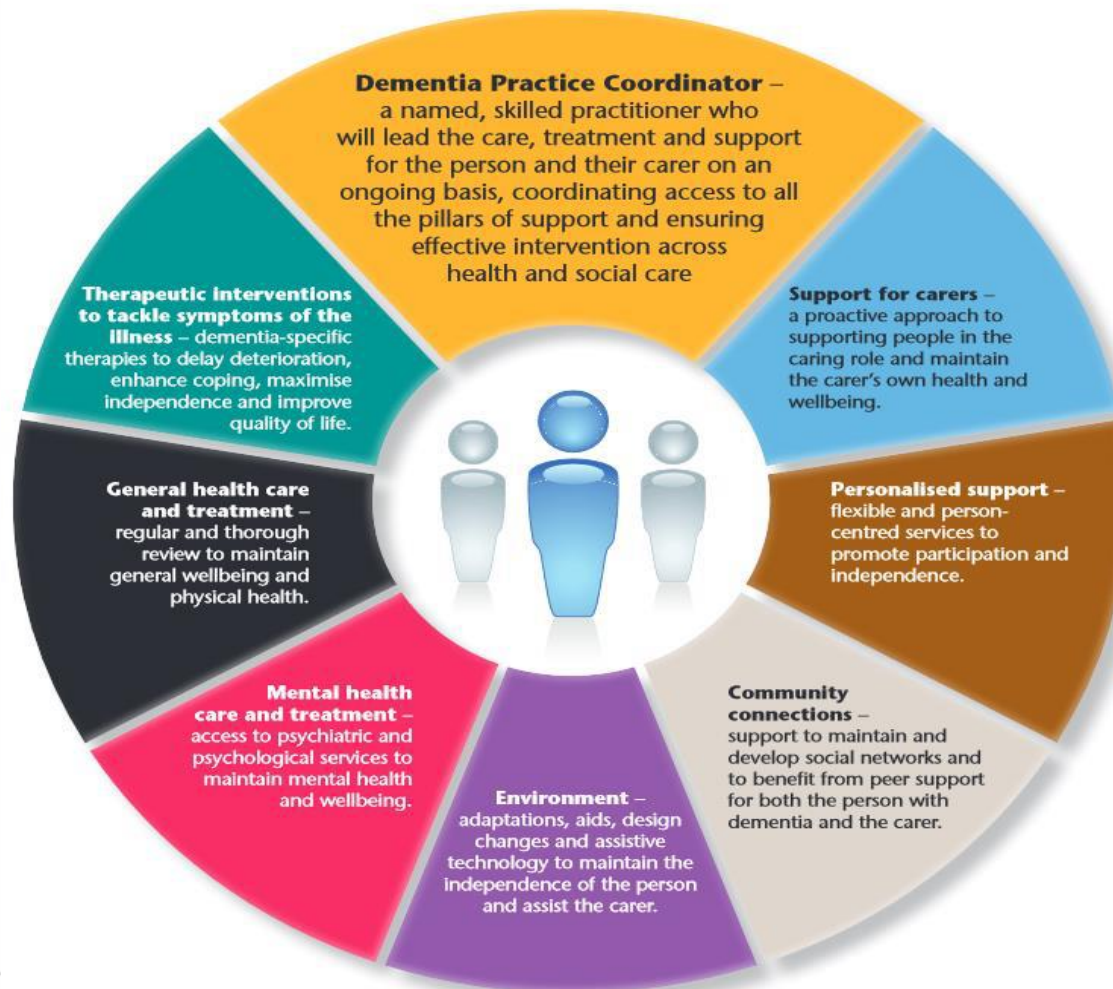 Dementia Practice Coordinator –
a named, skilled practitioner who
will lead the care, treatment and support
for the person and their carer on an
ongoing basis, coordinating access to all
the pillars of support and ensuring
effective intervention across
health and social care
Support for carers –
a proactive approach to
supporting people in the
caring role and maintain
the carer's own health and
wellbeing.
Personalised support –
flexible and person-
centred services to
promote participation and
independence.
Community
connections –
support to maintain and
develop social networks and
to benefit from peer support
for both the person with
dementia and the carer.
Environment –
adaptations, aids, design
changes and assistive
technology to maintain the
independence of the person
and assist the carer.
Mental health
care and treatment –
access to psychiatric and
psychological services to
maintain mental health
and wellbeing.
General health care
and treatment –
regular and thorough
review to maintain
general wellbeing and
physical health.
Therapeutic interventions
to tackle symptoms of the
illness – dementia-specific
therapies to delay deterioration,
enhance coping, maximise
independence and improve
quality of life.